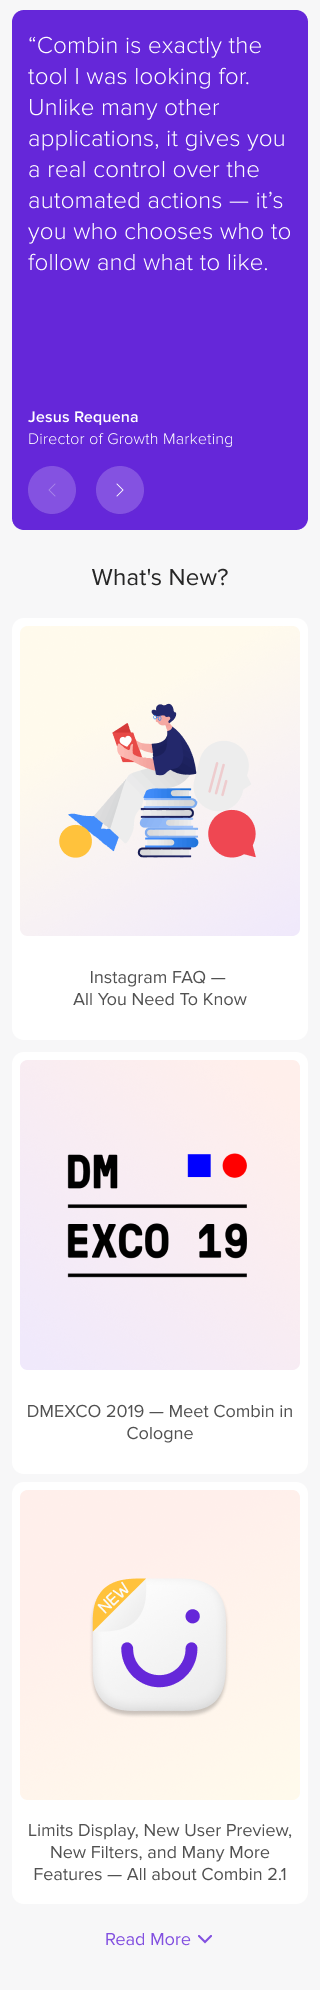 “Combin is exactly the
tool I was looking for.
Unlike many other
applications, it gives you
a real control over the
automated actions — it’s
you who chooses who to
follow and what to like.
Jesus Requena
Director of Growth Marketing
What's New?
Instagram FAQ —
All You Need To Know
DM
EXCO 19
DMEXCO 2019 — Meet Combin in
Cologne
NEW
Limits Display, New User Preview,
New Filters, and Many More
Features — All about Combin 2.1
Read More